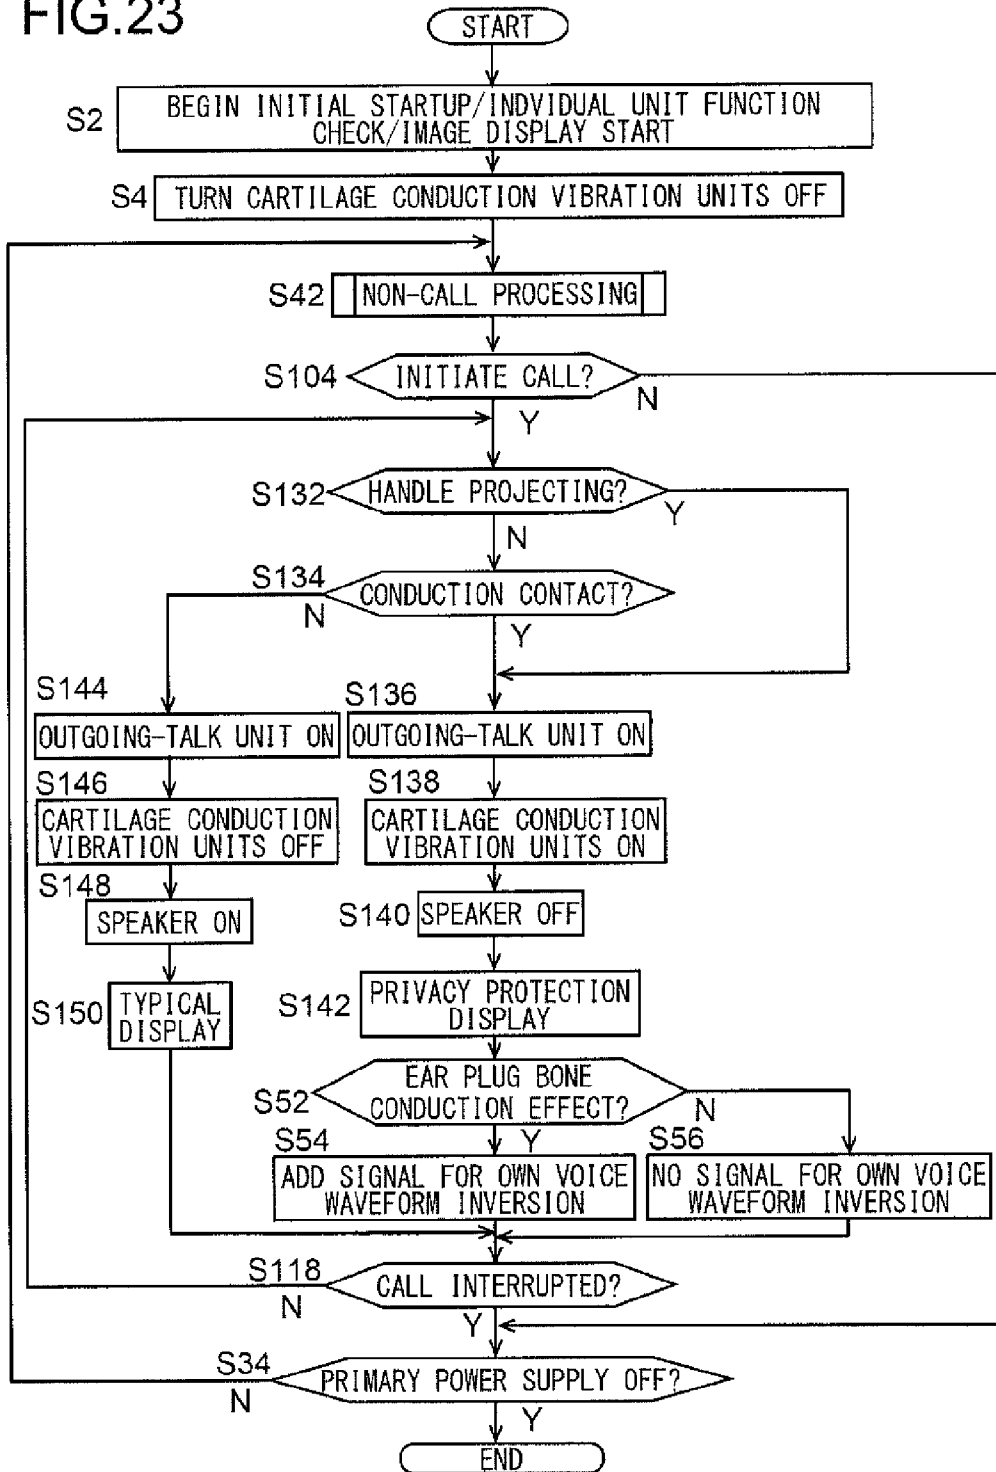 FIG.23
START
S2
BEGIN INITIAL STARTUP/INDVIDUAL UNIT FUNCTION
CHECK/IMAGE DISPLAY START
S4
TURN CARTILAGE CONDUCTION VIBRATION UNITS OFF
S42
NON-CALL PROCESSING
S104
INITIATE CALL?
N
Y
S132
HANDLE PROJECTING?
Y
N
S134
CONDUCTION CONTACT?
N
Y
S144
OUTGOING-TALK UNIT ON
S136
OUTGOING-TALK UNIT ON
S146
CARTILAGE CONDUCTION
VIBRATION UNITS OFF
S138
CARTILAGE CONDUCTION
VIBRATION UNITS ON
S148
SPEAKER ON
S140
SPEAKER OFF
S150
TYPICAL
DISPLAY
S142
PRIVACY PROTECTION
DISPLAY
S52
EAR PLUG BONE
CONDUCTION EFFECT?
N
Y
S54
ADD SIGNAL FOR OWN VOICE
WAVEFORM INVERSION
S56
NO SIGNAL FOR OWN VOICE
WAVEFORM INVERSION
S118
CALL INTERRUPTED?
N
Y
S34
PRIMARY POWER SUPPLY OFF?
N
Y
END